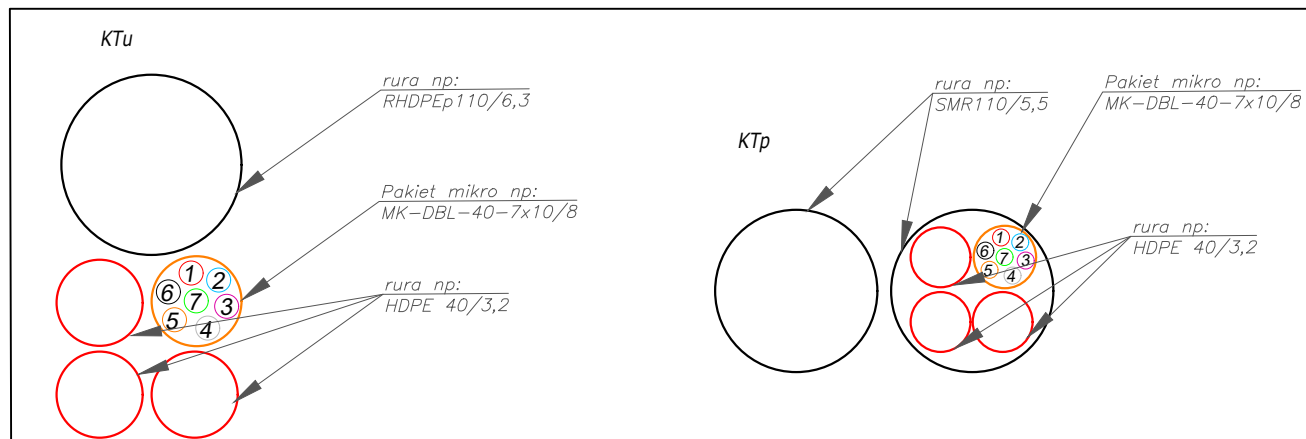 KTu
rura np:
RHDPEp110/6,3
Pakiet mikro np:
MK-DBL-40-7x10/8
rura np:
HDPE 40/3,2
1
2
3
4
5
6
7
KTp
rura np:
SMR110/5,5
Pakiet mikro np:
MK-DBL-40-7x10/8
rura np:
HDPE 40/3,2
1
2
3
4
5
6
7